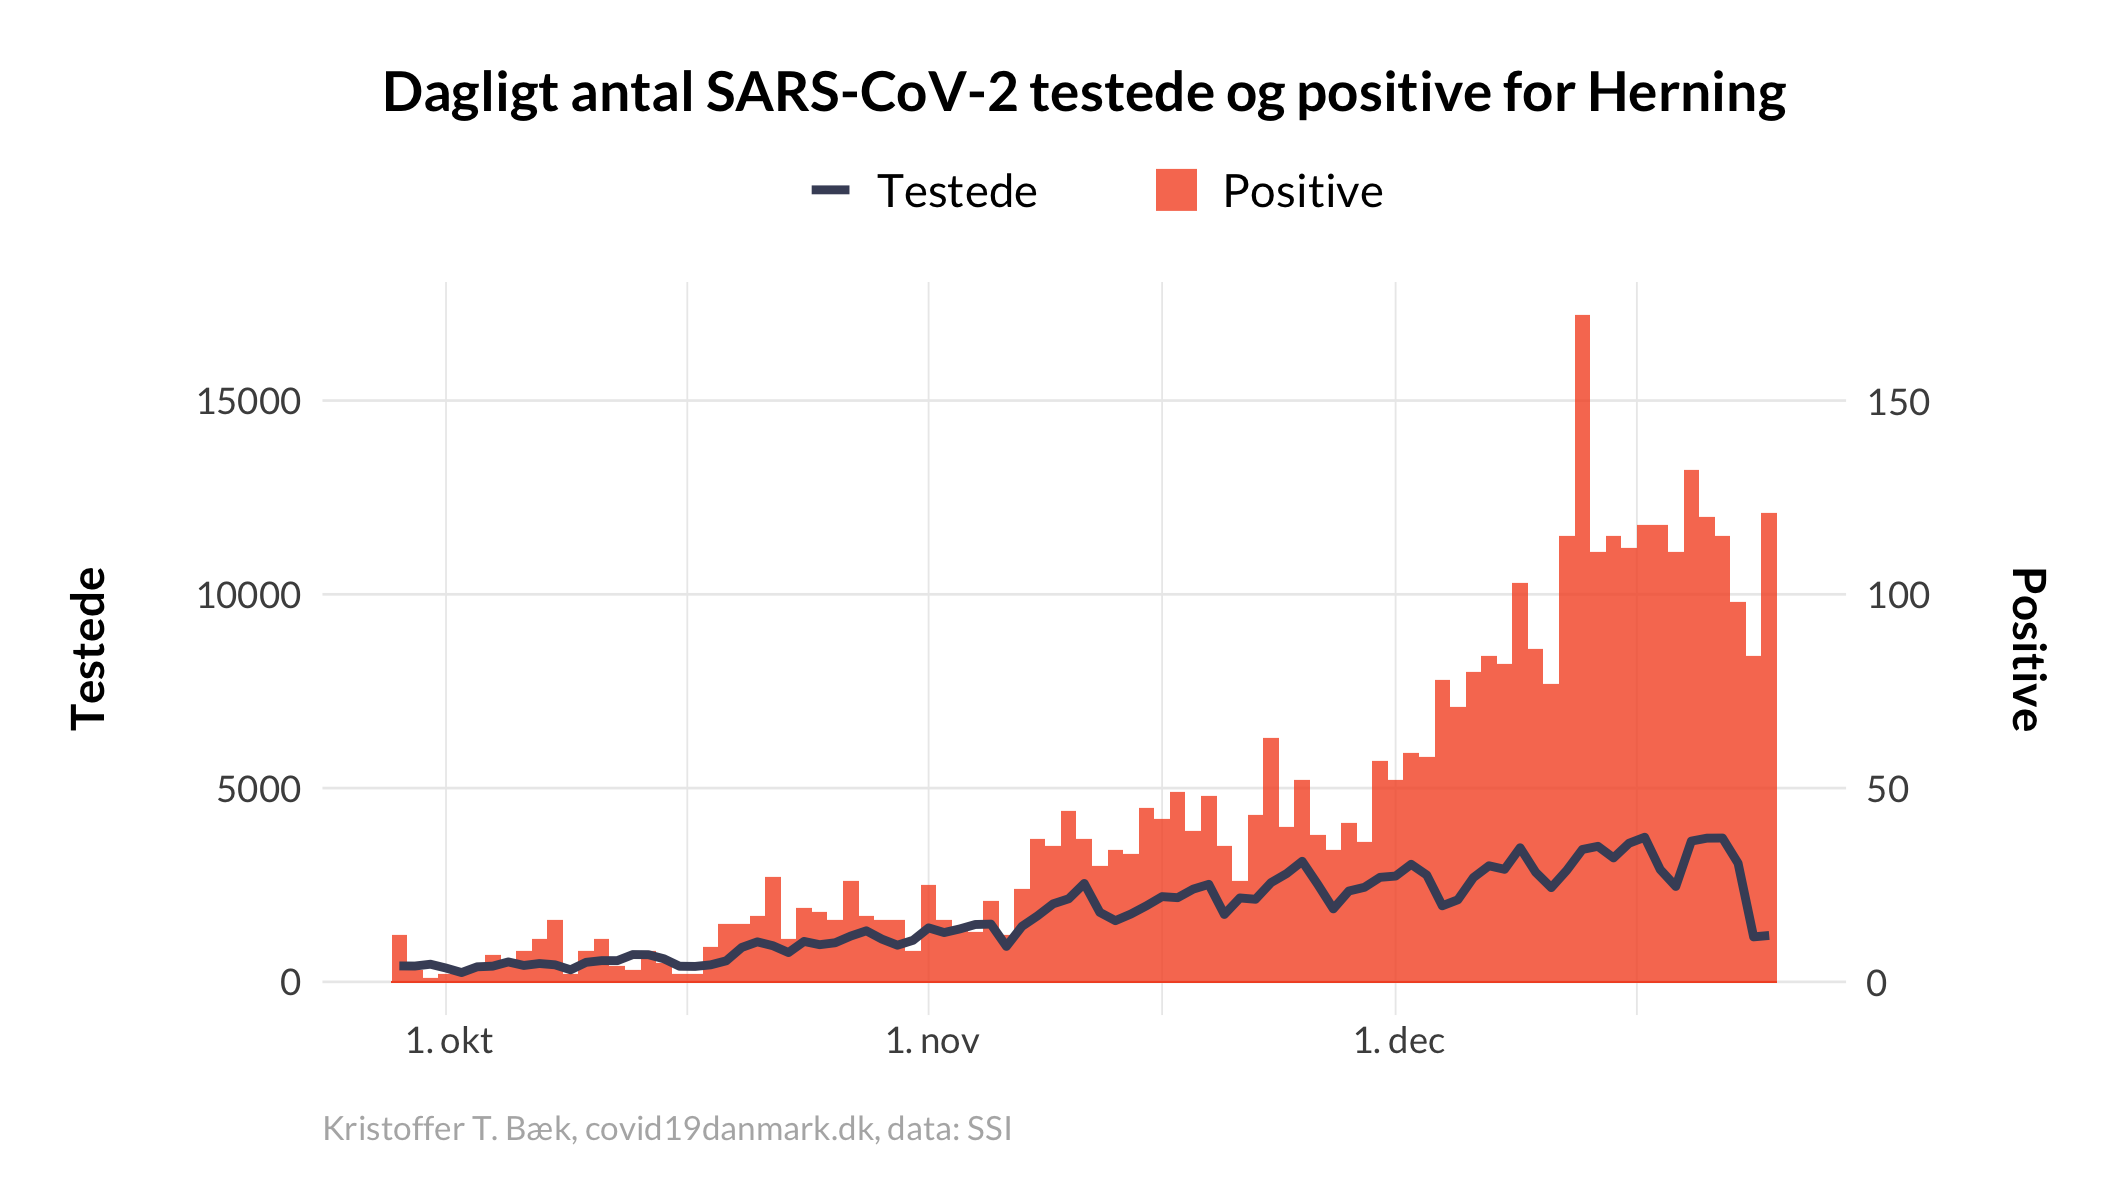 Dagligt antal SARS-CoV-2 testede og positive for Herning
Testede
Positive
15000
10000
5000
0
Testede
150
100
50
0
Positive
1. okt
1. nov
1. dec
Kristoffer T. Bæk, covid19danmark.dk, data: SSI